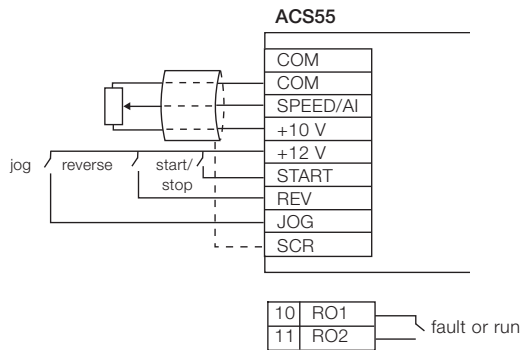 ACS55
COM
COM
SPEED/AI
+10 V
+12 V
START
REV
JOG
SCR
jog
reverse
start/
stop
10 RO1
11 RO2
fault or run